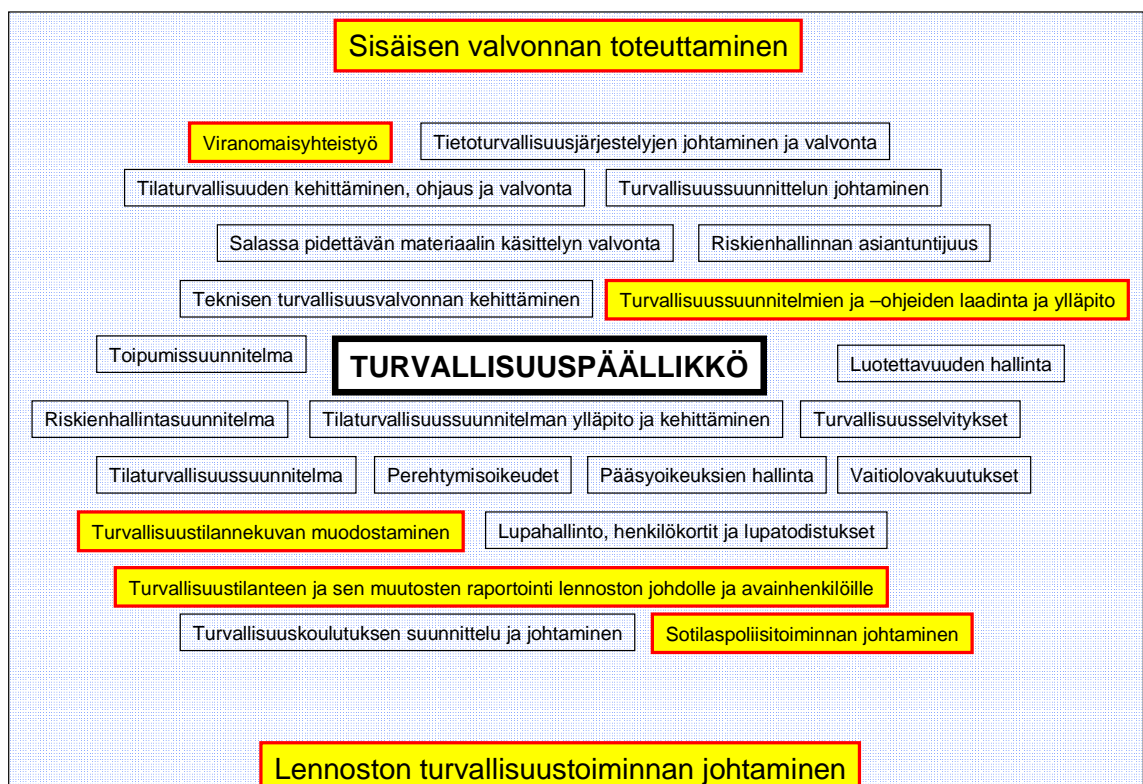 Sisäisen valvonnan toteuttaminen
Viranomaisyhteistyö
Tietoturvallisuusjärjestelyjen johtaminen ja valvonta
Tilaturvallisuuden kehittäminen, ohjaus ja valvonta
Turvallisuussuunnittelun johtaminen
Salassa pidettävän materiaalin käsittelyn valvonta
Riskienhallinnan asiantuntijuus
Teknisen turvallisuusvalvonnan kehittäminen
Turvallisuussuunnitelmien ja –ohjeiden laadinta ja ylläpito
Toipumissuunnitelma
TURVALLISUUSPÄÄLLIKKÖ
Luotettavuuden hallinta
Riskienhallintasuunnitelma
Tilaturvallisuussuunnitelman ylläpito ja kehittäminen
Turvallisuusselvitykset
Tilaturvallisuussuunnitelma
Perehtymisoikeudet
Pääsyoikeuksien hallinta
Vaitiolovakuutukset
Turvallisuustilannekuvan muodostaminen
Lupahallinto, henkilökortit ja lupatodistukset
Turvallisuustilanteen ja sen muutosten raportointi lennoston johdolle ja avainhenkilöille
Turvallisuuskoulutuksen suunnittelu ja johtaminen
Sotilaspoliisitoiminnan johtaminen
Lennoston turvallisuustoiminnan johtaminen